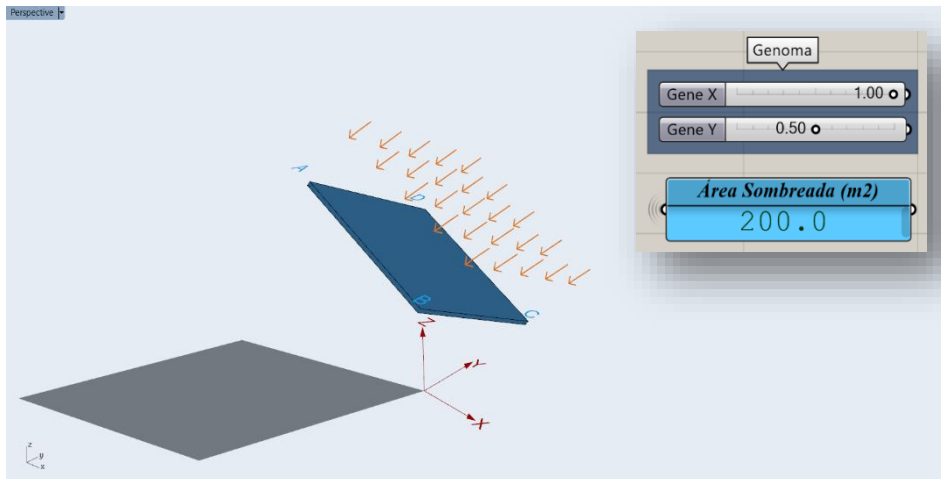 Perspective
Genoma
Gene X 1.00
Gene Y 0.50
Área Sombreada (m2)
200.0
A
D
B
C
Z
Y
X
z
y
x